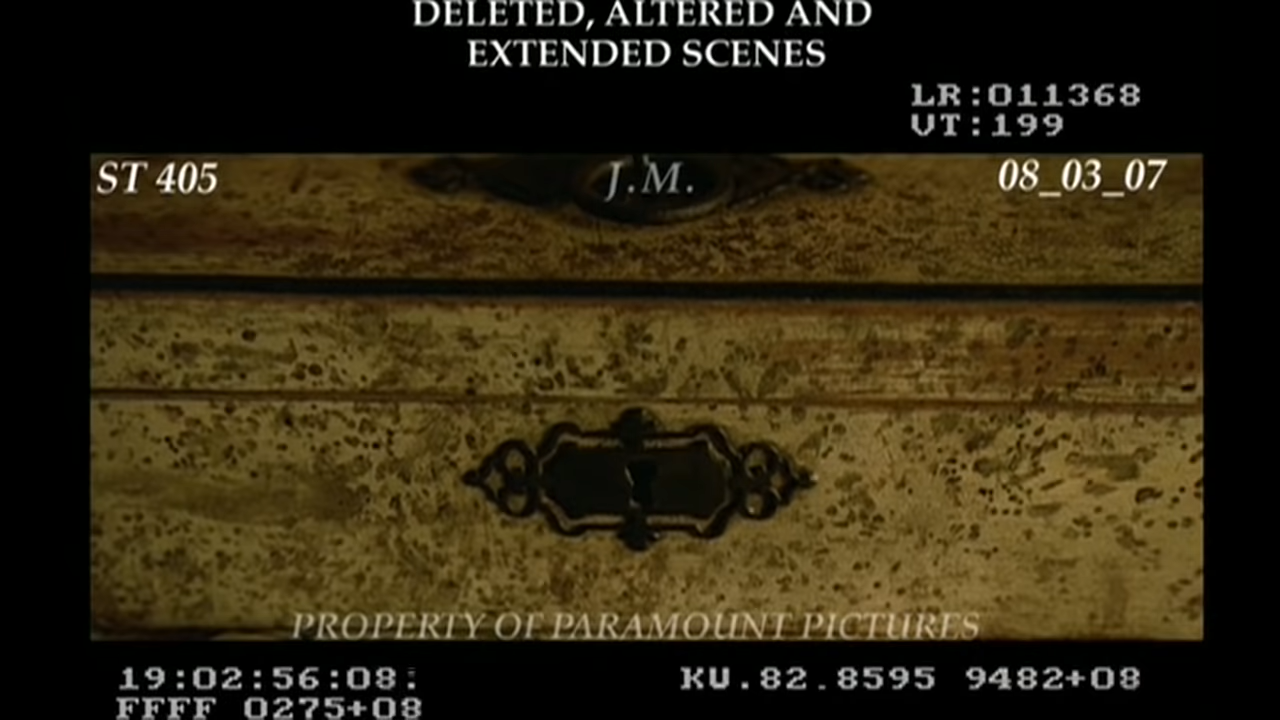 DELETED, ALTERED AND
EXTENDED SCENES
LR:011368
VT:199
ST 405
J.M.
08_03_07
PROPERTY OF PARAMOUNT PICTURES
19:02:56:08:
KU.82.8595 9482+08
FFFF 0275+08